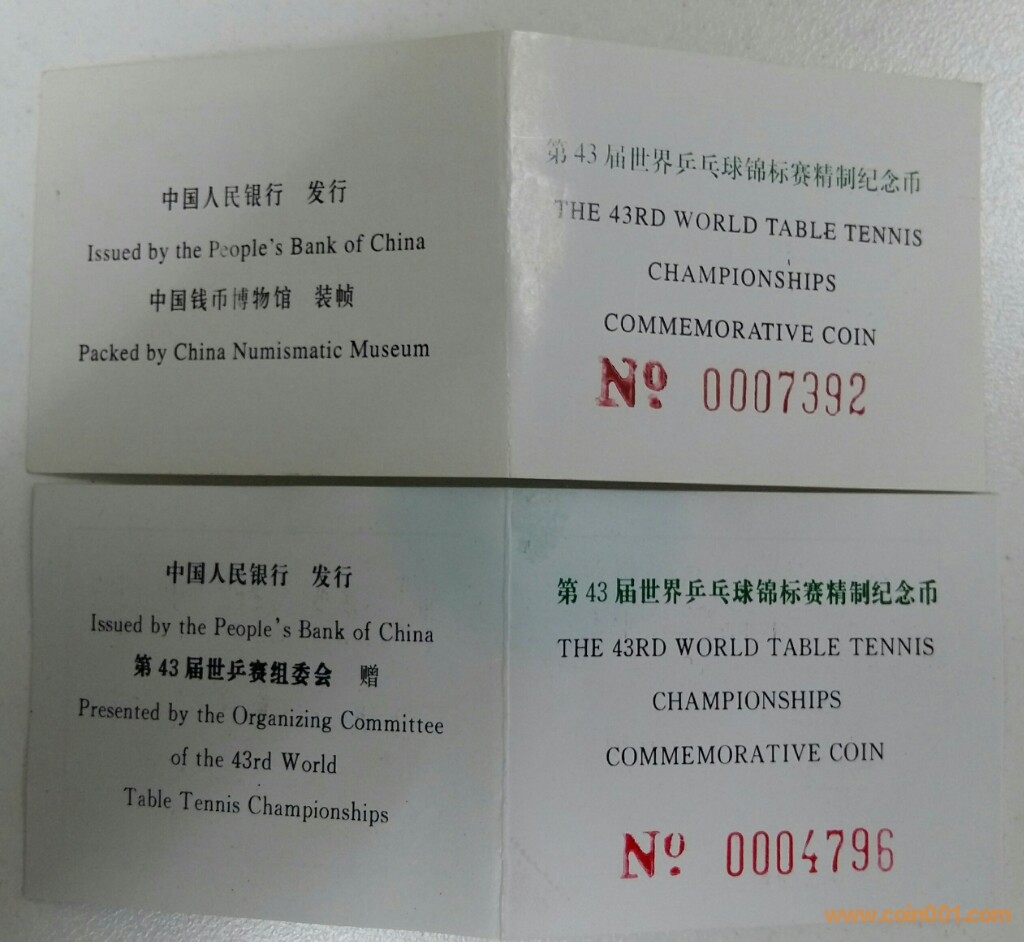 中国人民银行 发行
Issued by the People's Bank of China
中国钱币博物馆 装帧
Packed by China Numismatic Museum
第43届世界乒乓球锦标赛精制纪念币
THE 43RD WORLD TABLE TENNIS
CHAMPIONSHIPS
COMMEMORATIVE COIN
Nº 0007392
中国人民银行 发行
Issued by the People's Bank of China
第43届世乒赛组委会 赠
Presented by the Organizing Committee
of the 43rd World
Table Tennis Championships
第43届世界乒乓球锦标赛精制纪念币
THE 43RD WORLD TABLE TENNIS
CHAMPIONSHIPS
COMMEMORATIVE COIN
Nº 0004796
www.coin001.com